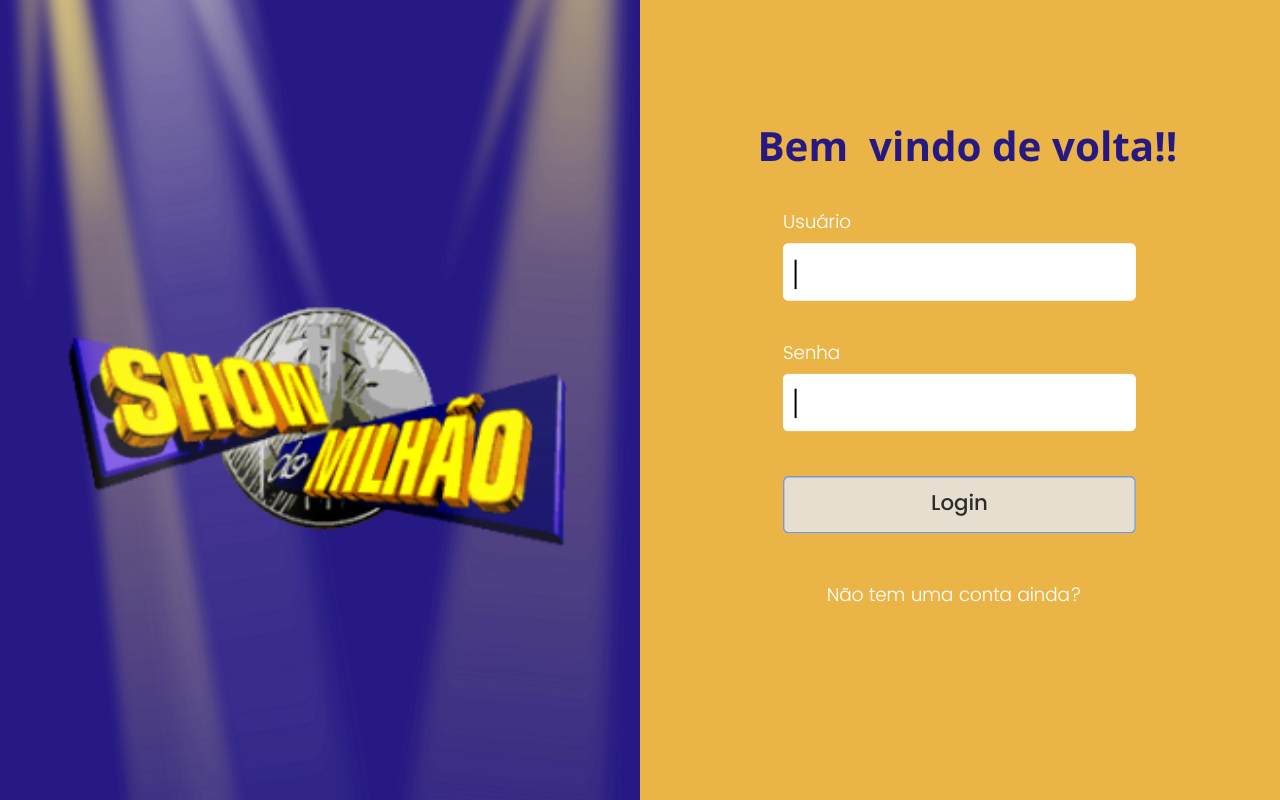 SHOW
do MILHÃO
Bem  vindo de volta!!
Usuário
Senha
Login
Não tem uma conta ainda?